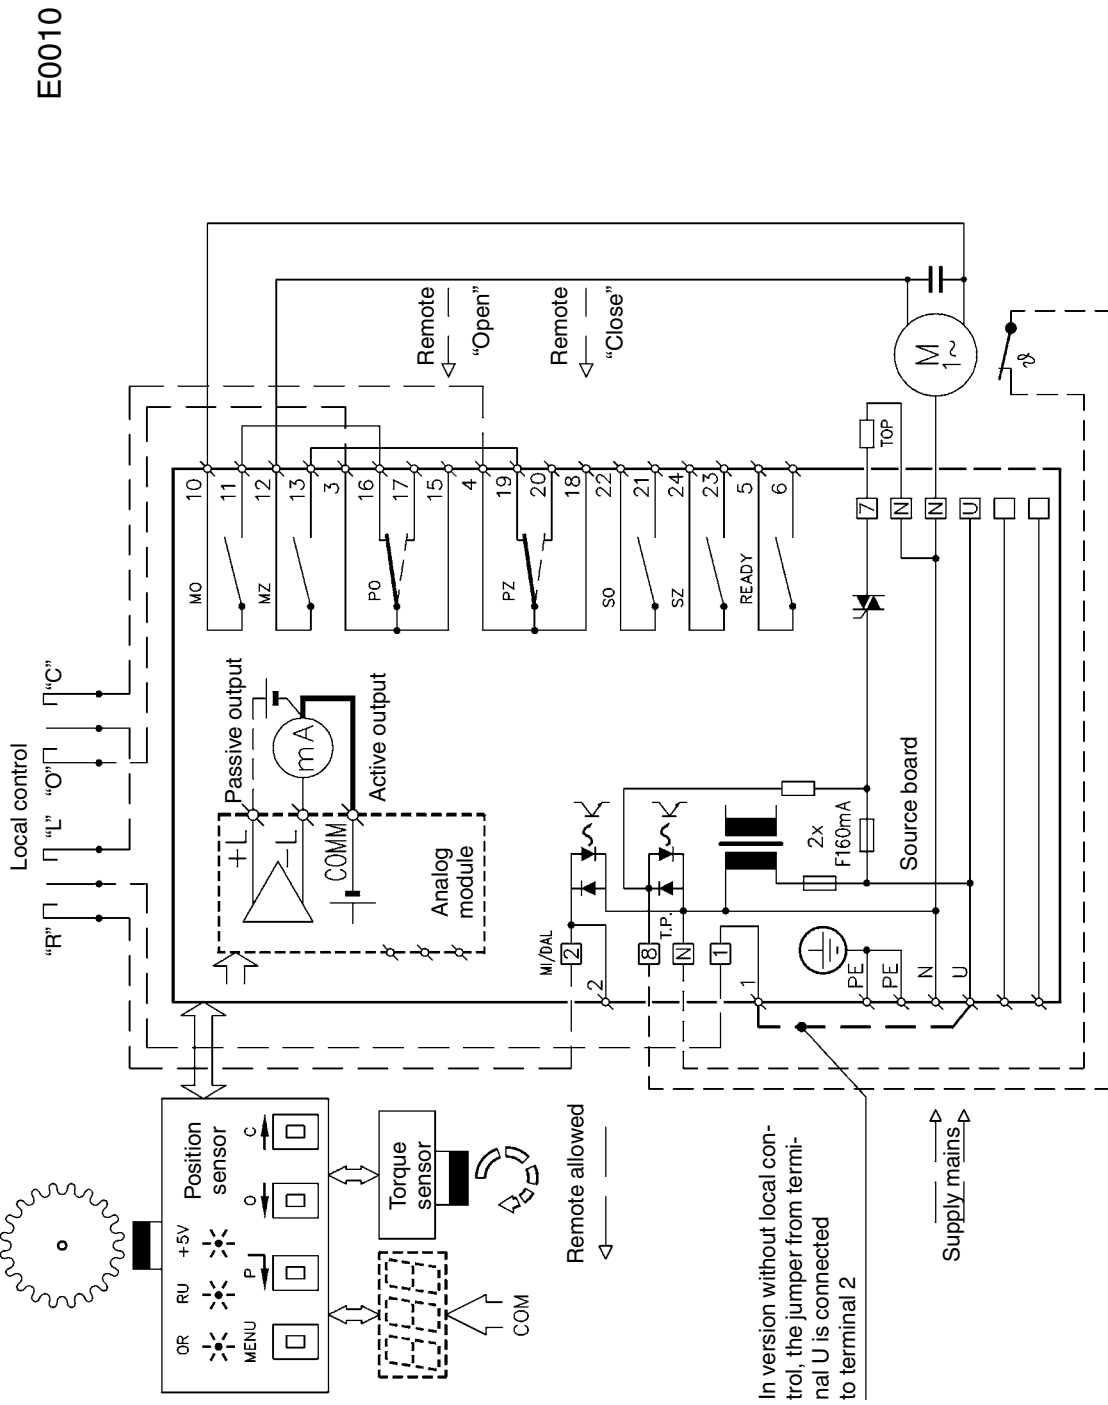 E0010
Local control
"R"
"L"
"O"
"C"
Position
sensor
OR
RU
+5V
MENU
P
O
C
Torque
sensor
COM
Analog
module
+L
-L
COMM
mA
Passive output
Active output
MO
MZ
PO
PZ
SO
SZ
READY
10
11
12
13
3
16
17
15
4
19
20
18
22
21
24
23
5
6
Remote
"Open"
Remote
"Close"
M
1~
ϑ
TOP
7
N
N
U
MI/DAL
2
2
8
T.P.
N
1
1
PE
PE
N
U
2x
F160mA
Source board
Remote allowed
In version without local con-
trol, the jumper from termi-
nal U is connected
to terminal 2
Supply mains